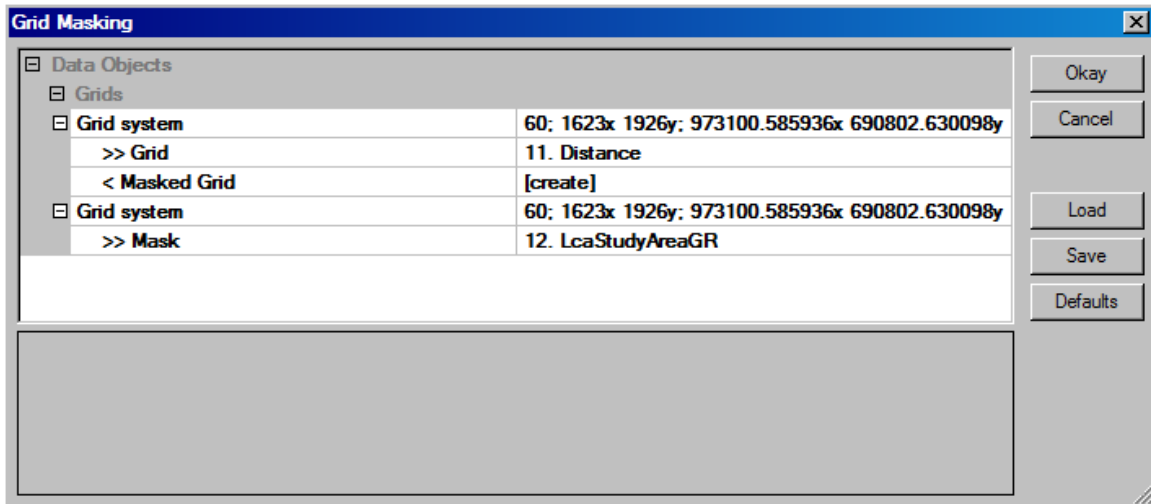 Grid Masking
Data Objects
Grids
Grid system 60; 1623x 1926y; 973100.585936x 690802.630098y
>> Grid 11. Distance
< Masked Grid [create]
Grid system 60; 1623x 1926y; 973100.585936x 690802.630098y
>> Mask 12. LcaStudyAreaGR
Okay
Cancel
Load
Save
Defaults